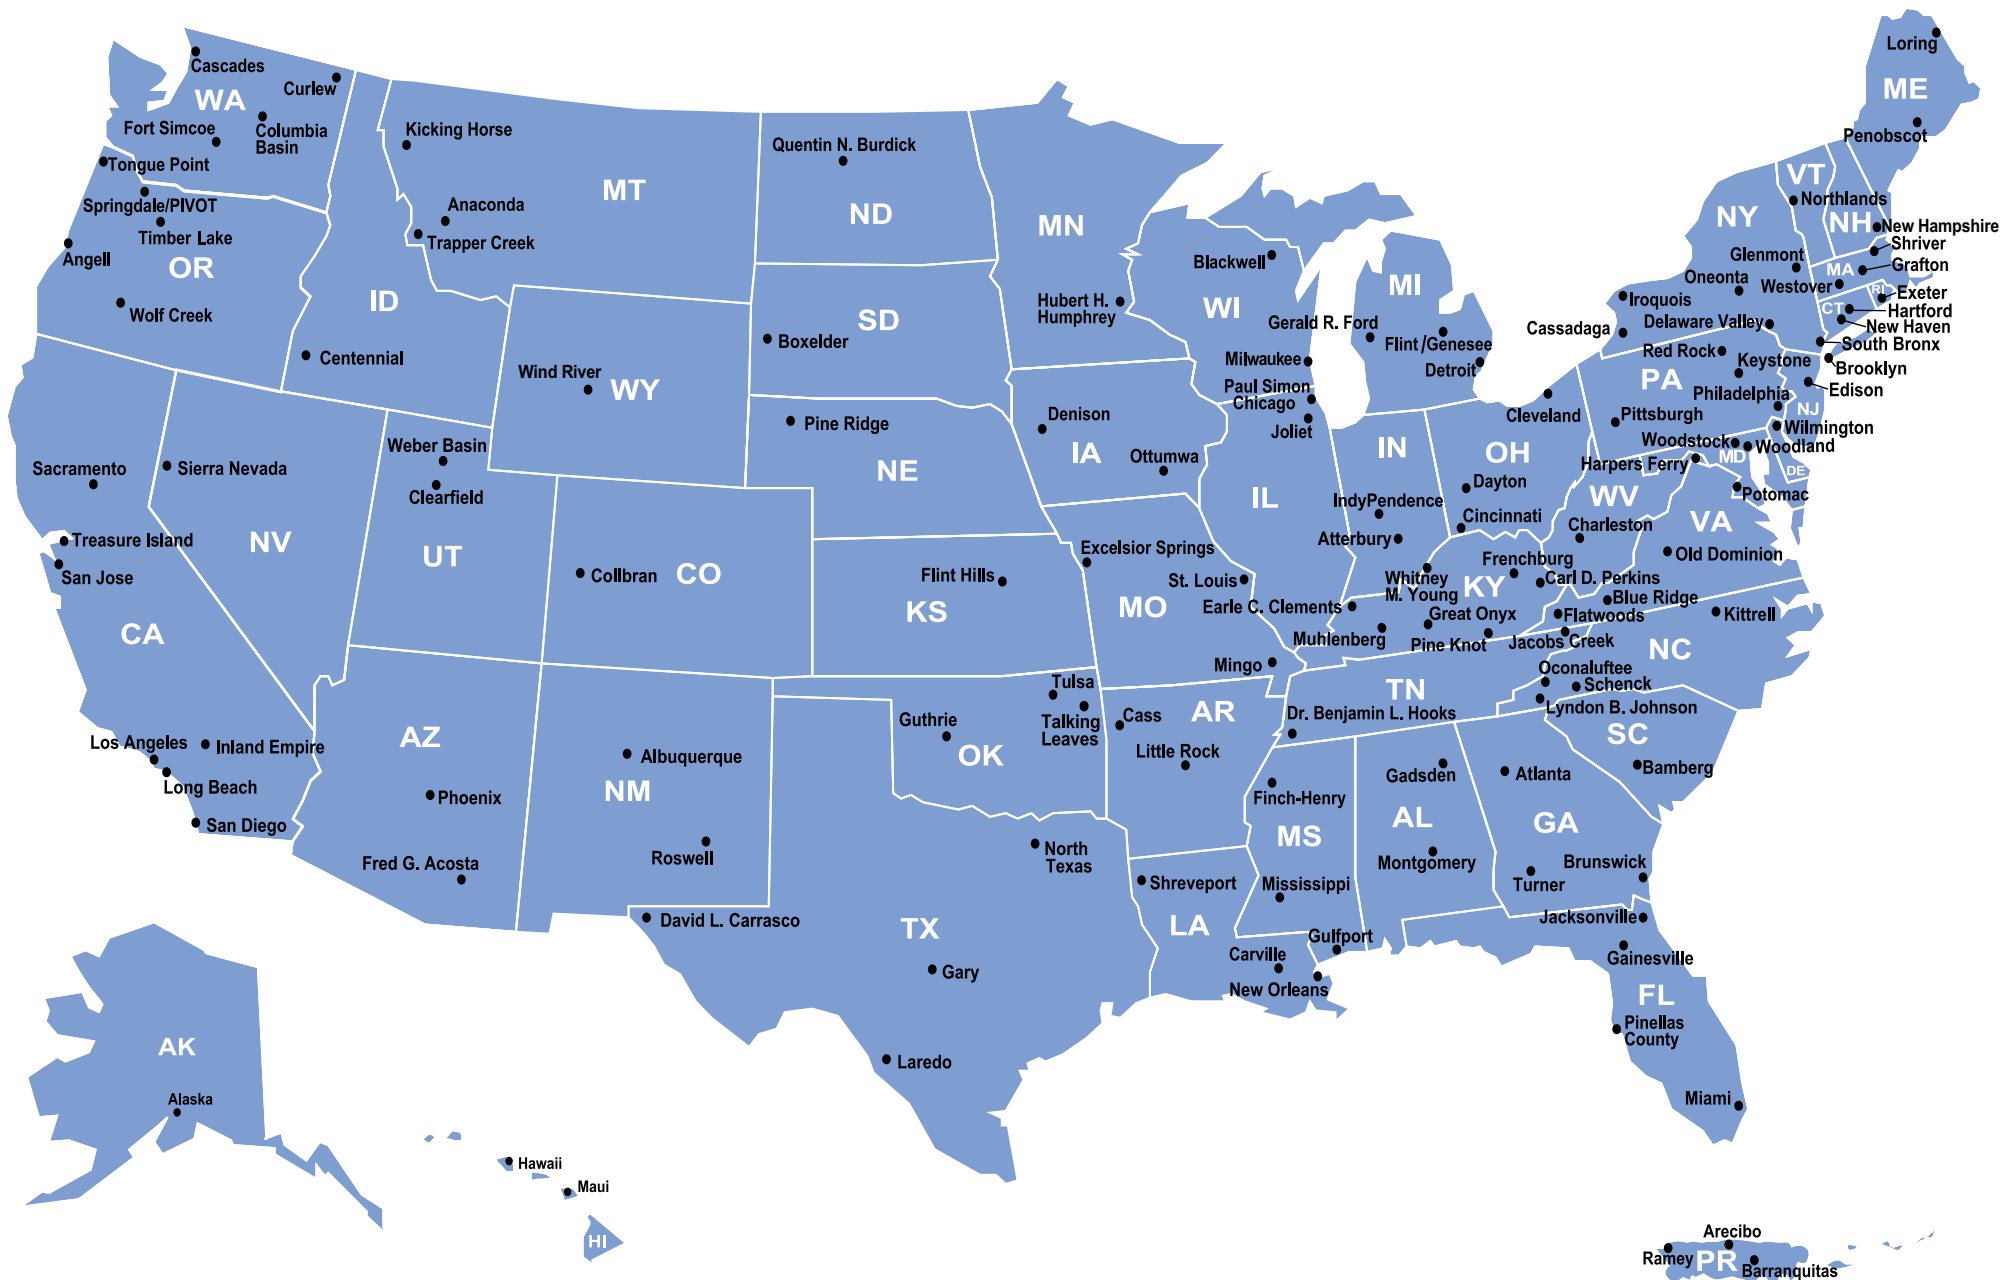 Loring
ME
Penobscot
Cascades
WA
Curlew
Fort Simcoe
Columbia
Basin
Tongue Point
Springdale/PIVOT
Timber Lake
Angell
OR
Wolf Creek
Kicking Horse
MT
Anaconda
Trapper Creek
ID
Centennial
Quentin N. Burdick
ND
MN
Hubert H.
Humphrey
SD
Boxelder
Wind River
WY
Blackwell
WI
Milwaukee
MI
Gerald R. Ford
Flint/Genesee
Detroit
VT
Northlands
NY
NH
New Hampshire
Shriver
Glenmont
MA
Grafton
Oneonta
Westover
RI
Exeter
Iroquois
CT
Hartford
New Haven
Cassadaga
Delaware Valley
South Bronx
Red Rock
Keystone
Brooklyn
PA
Philadelphia
Edison
NJ
Pittsburgh
Wilmington
Woodstock
Woodland
MD
Harpers Ferry
DE
Potomac
Paul Simon
Chicago
Joliet
Cleveland
Denison
IA
Ottumwa
Pine Ridge
NE
IL
IN
IndyPendence
Atterbury
OH
Dayton
Cincinnati
WV
Charleston
VA
Old Dominion
Blue Ridge
Sacramento
Sierra Nevada
Treasure Island
San Jose
NV
CA
Los Angeles
Inland Empire
Long Beach
San Diego
Weber Basin
Clearfield
UT
Collbran
CO
Flint Hills
KS
Excelsior Springs
St. Louis
MO
Mingo
Whitney
M. Young
Frenchburg
KY
Carl D. Perkins
Earle C. Clements
Great Onyx
Flatwoods
Muhlenberg
Pine Knot
Jacobs Creek
Kittrell
NC
Oconaluftee
Schenck
Lyndon B. Johnson
TN
Dr. Benjamin L. Hooks
Tulsa
Talking
Leaves
Guthrie
OK
Cass
AR
Little Rock
AZ
Phoenix
Fred G. Acosta
Albuquerque
NM
Roswell
SC
Bamberg
Gadsden
AL
Montgomery
Atlanta
GA
Brunswick
Turner
Finch-Henry
MS
Mississippi
Gulfport
North
Texas
Shreveport
LA
Carville
New Orleans
David L. Carrasco
TX
Gary
Laredo
Jacksonville
Gainesville
FL
Pinellas
County
Miami
AK
Alaska
Hawaii
Maui
HI
Arecibo
Ramey
PR
Barranquitas